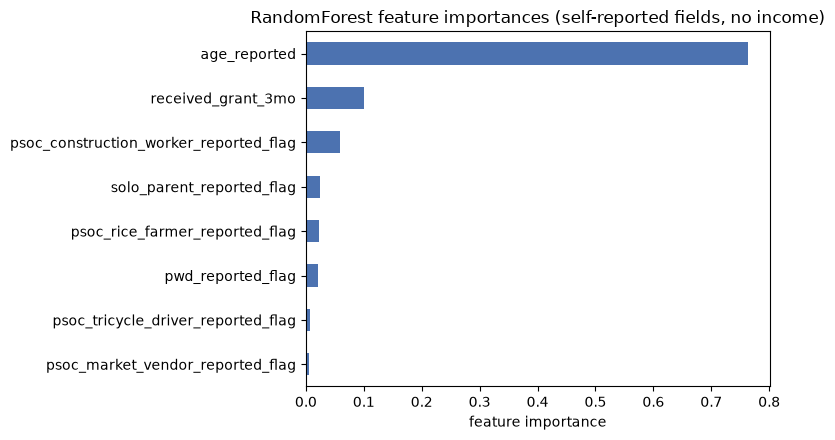 RandomForest feature importances (self-reported fields, no income)
age_reported
received_grant_3mo
psoc_construction_worker_reported_flag
solo_parent_reported_flag
psoc_rice_farmer_reported_flag
pwd_reported_flag
psoc_tricycle_driver_reported_flag
psoc_market_vendor_reported_flag
0.0 0.1 0.2 0.3 0.4 0.5 0.6 0.7 0.8
feature importance